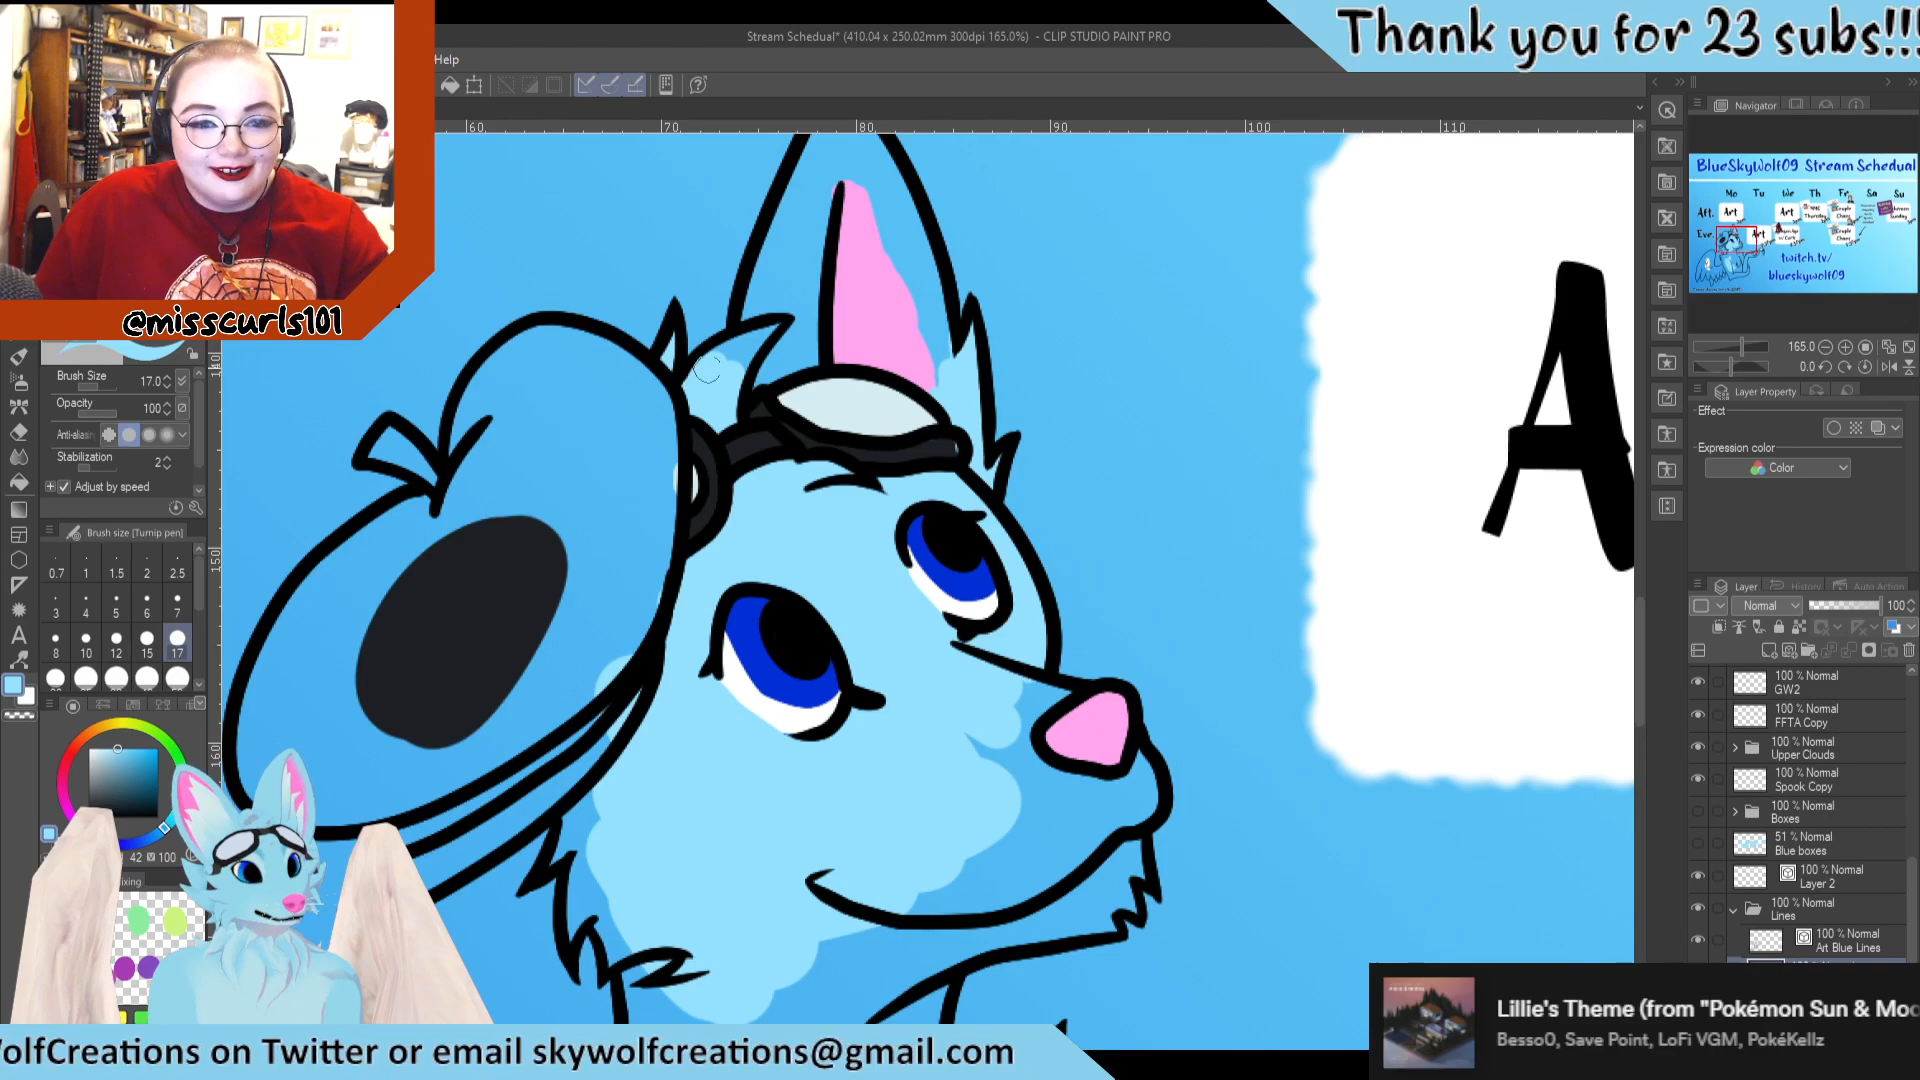 Stream Schedual* (410.04 x 250.02mm 300dpi 165.0%) - CLIP STUDIO PAINT PRO
Thank you for 23 subs!!!
Help
@misscurls101
60 70 80 90 100 110
Navigator
BlueSkyWolf09 Stream Schedual
Mo Tu We Th Fr Sa Su
Aft. Art Art
Eve. Art
twitch.tv/
blueskywolf09
165.0
0.0
Brush Size 17.0
Opacity 100
Anti-aliasing
Stabilization 2
Adjust by speed
Brush size [Turnip pen]
0.7 1 1.5 2 2.5
3 4 5 6 7
8 10 12 15 17
42 V 100
A
Layer Property
Effect
Expression color
Color
Layer History Auto Action
Normal 100
100 % Normal
GW2
100 % Normal
FFTA Copy
100 % Normal
Upper Clouds
100 % Normal
Spook Copy
100 % Normal
Boxes
51 % Normal
Blue boxes
100 % Normal
Layer 2
100 % Normal
Lines
100 % Normal
Art Blue Lines
150
160
Lillie's Theme (from "Pokémon Sun & Moo
Besso0, Save Point, LoFi VGM, PokéKellz
WolfCreations on Twitter or email skywolfcreations@gmail.com